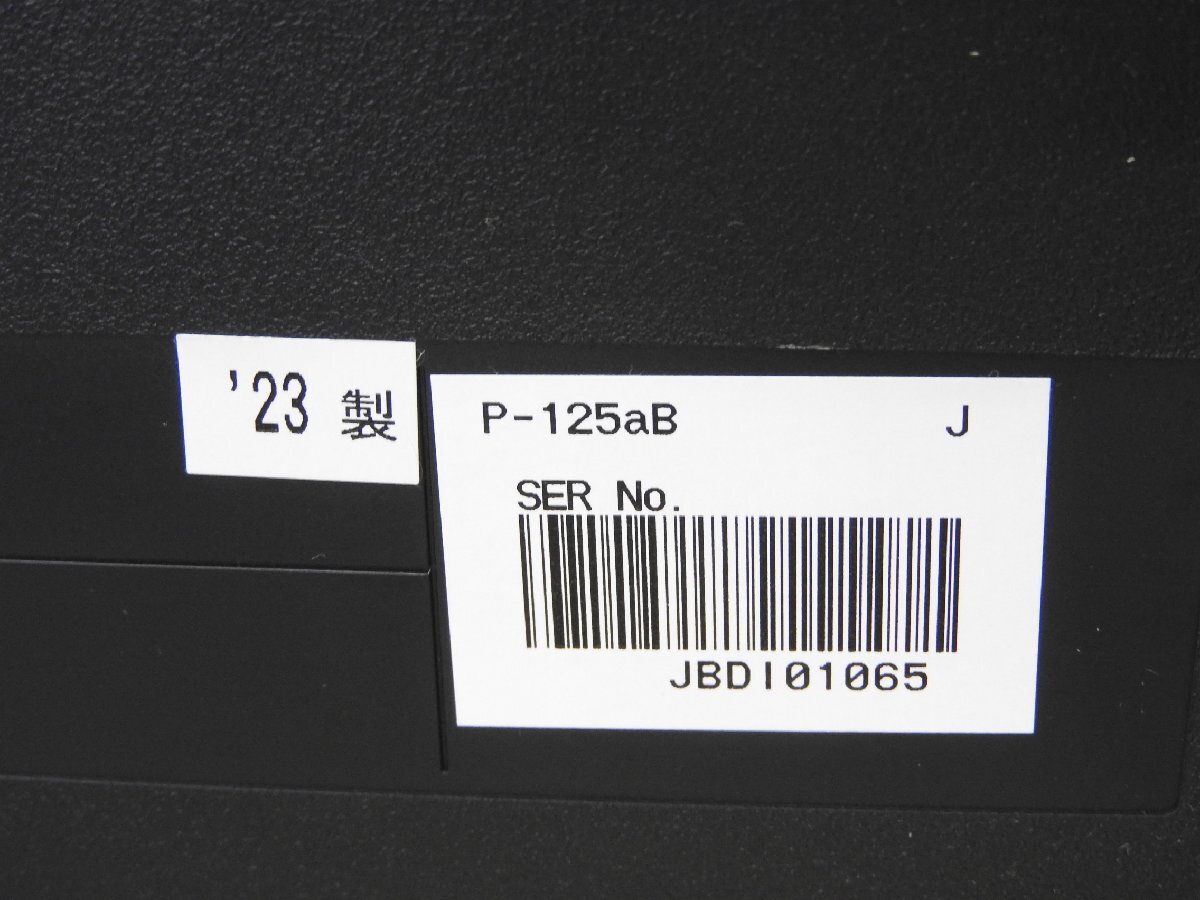 '23 製
P-125aB J
SER No.
JBDI01065